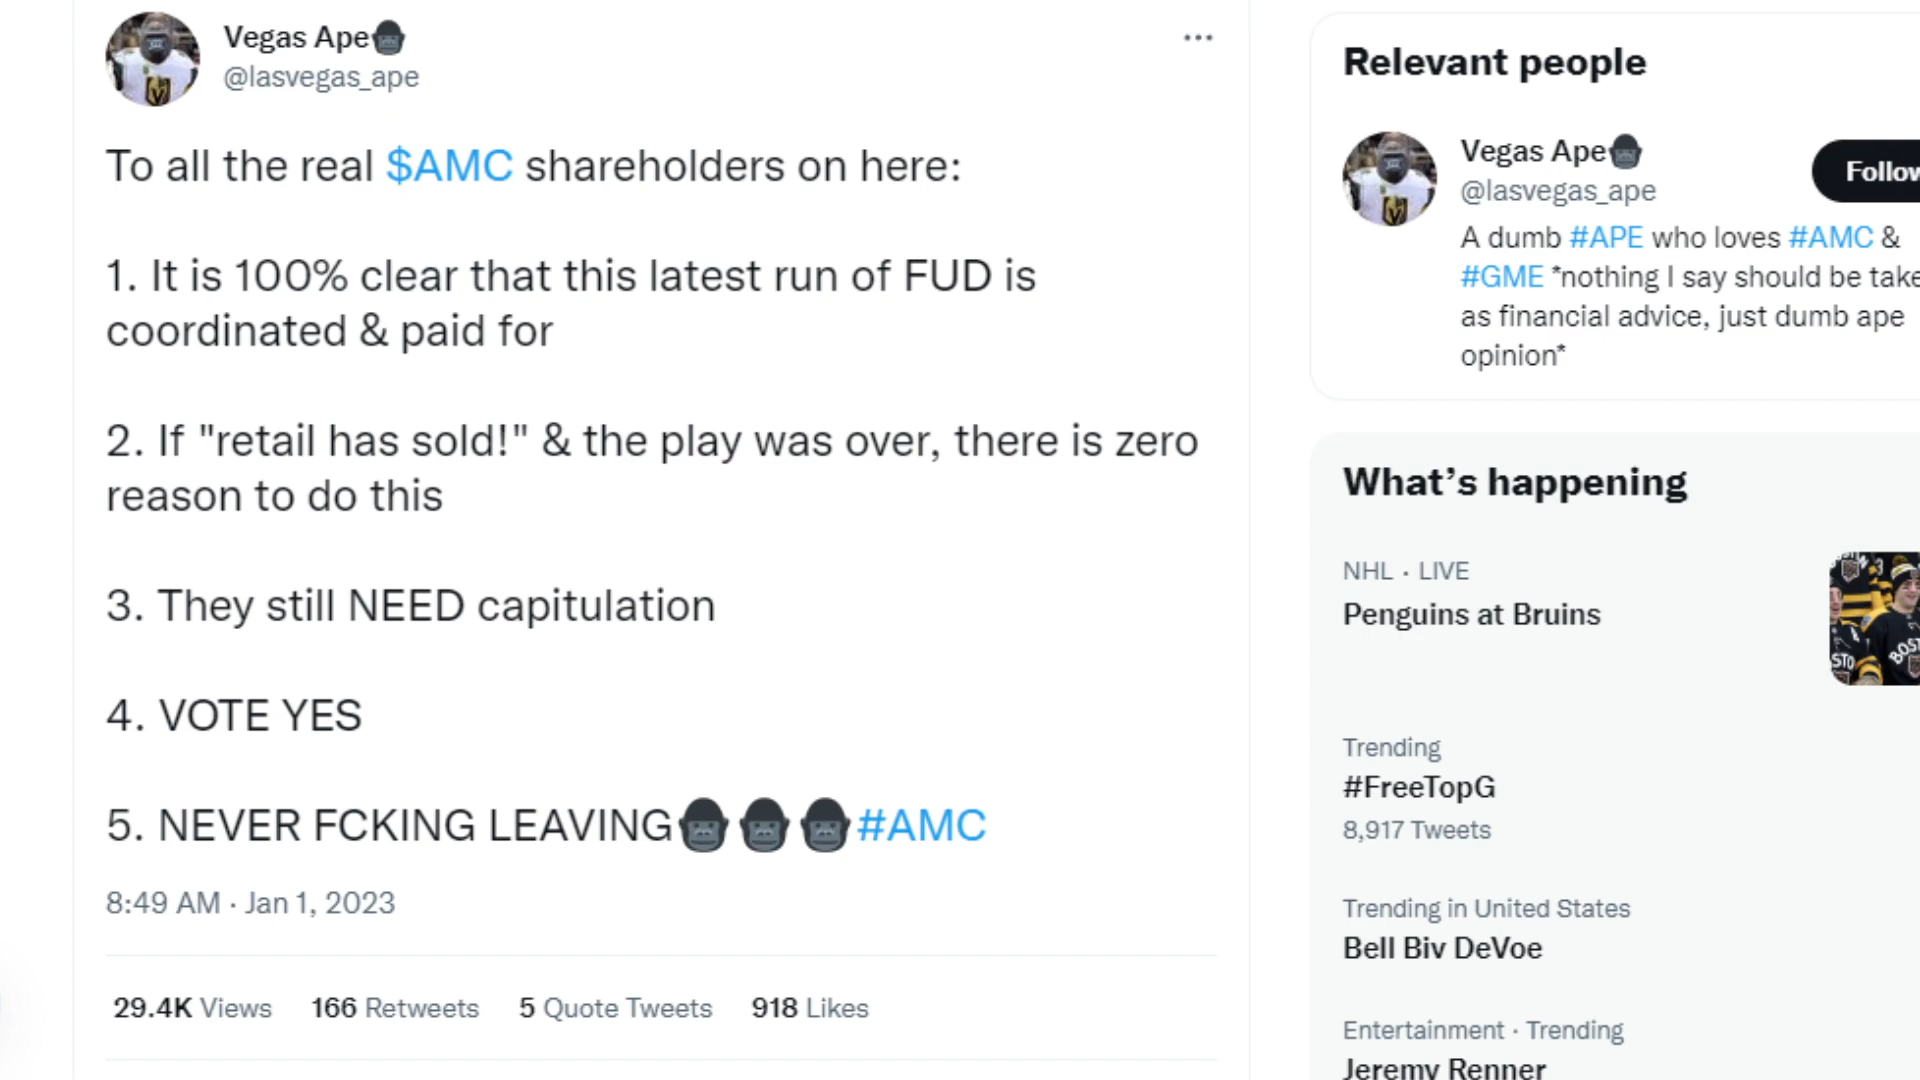 Vegas Ape🦍
@lasvegas_ape
To all the real $AMC shareholders on here:
1. It is 100% clear that this latest run of FUD is
coordinated & paid for
2. If "retail has sold!" & the play was over, there is zero
reason to do this
3. They still NEED capitulation
4. VOTE YES
5. NEVER FCKING LEAVING🦍🦍🦍#AMC
8:49 AM · Jan 1, 2023
29.4K Views 166 Retweets 5 Quote Tweets 918 Likes
Relevant people
Vegas Ape🦍
@lasvegas_ape
Follow
A dumb #APE who loves #AMC &
#GME *nothing I say should be take
as financial advice, just dumb ape
opinion*
What's happening
NHL · LIVE
Penguins at Bruins
Trending
#FreeTopG
8,917 Tweets
Trending in United States
Bell Biv DeVoe
Entertainment · Trending
Jeremy Renner